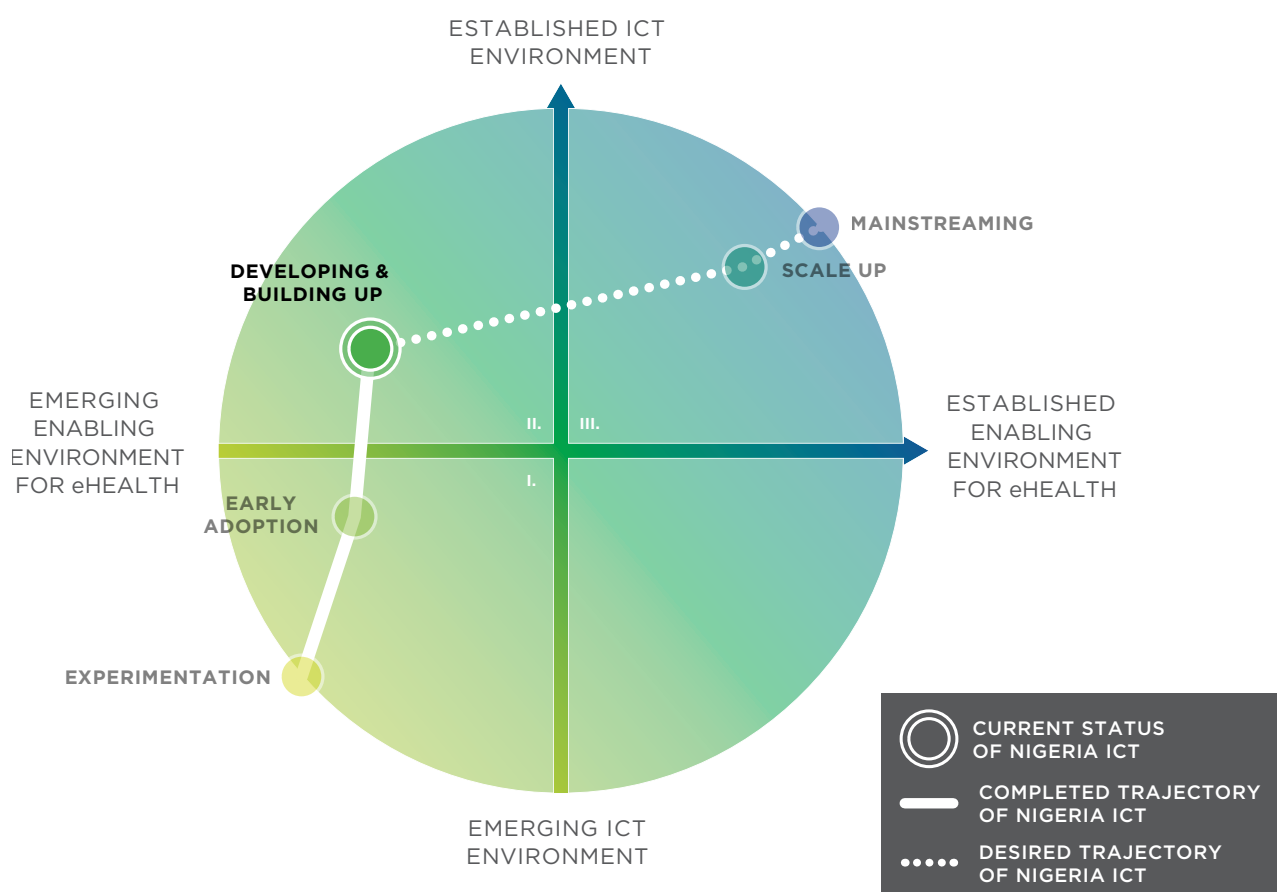 ESTABLISHED ICT
ENVIRONMENT
MAINSTREAMING
SCALE UP
DEVELOPING &
BUILDING UP
EMERGING
ENABLING
ENVIRONMENT
FOR eHEALTH
II.
III.
I.
ESTABLISHED
ENABLING
ENVIRONMENT
FOR eHEALTH
EARLY
ADOPTION
EXPERIMENTATION
EMERGING ICT
ENVIRONMENT
CURRENT STATUS
OF NIGERIA ICT
COMPLETED TRAJECTORY
OF NIGERIA ICT
DESIRED TRAJECTORY
OF NIGERIA ICT